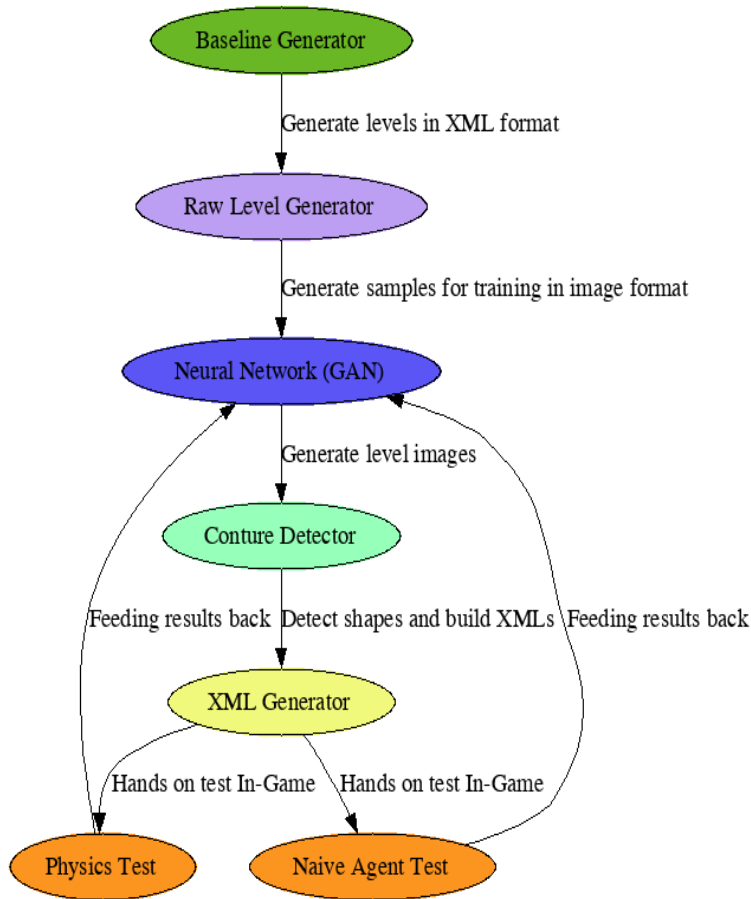 Baseline Generator
Generate levels in XML format
Raw Level Generator
Generate samples for training in image format
Neural Network (GAN)
Generate level images
Conture Detector
Feeding results back
Detect shapes and build XMLs
Feeding results back
XML Generator
Hands on test In-Game
Hands on test In-Game
Physics Test
Naive Agent Test